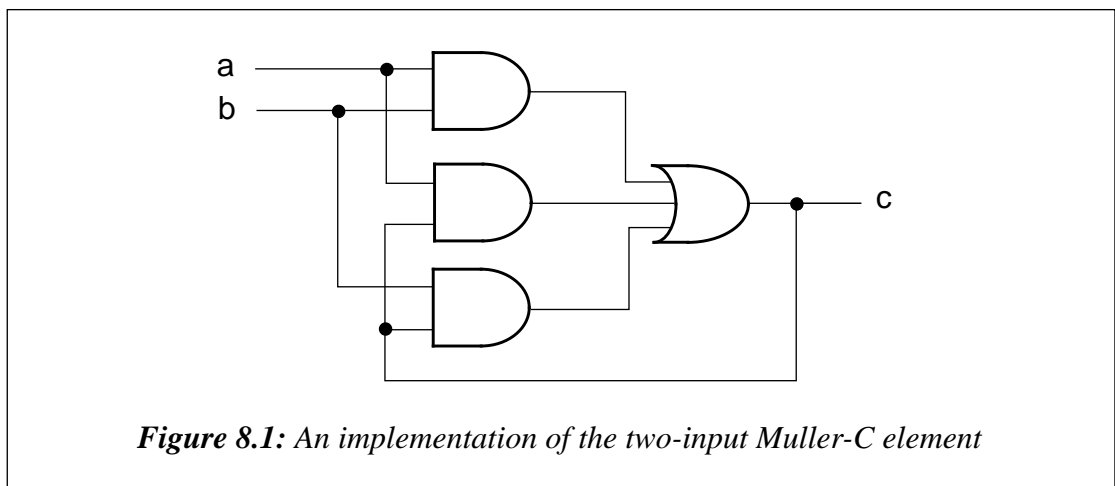 a
b
c
Figure 8.1: An implementation of the two-input Muller-C element